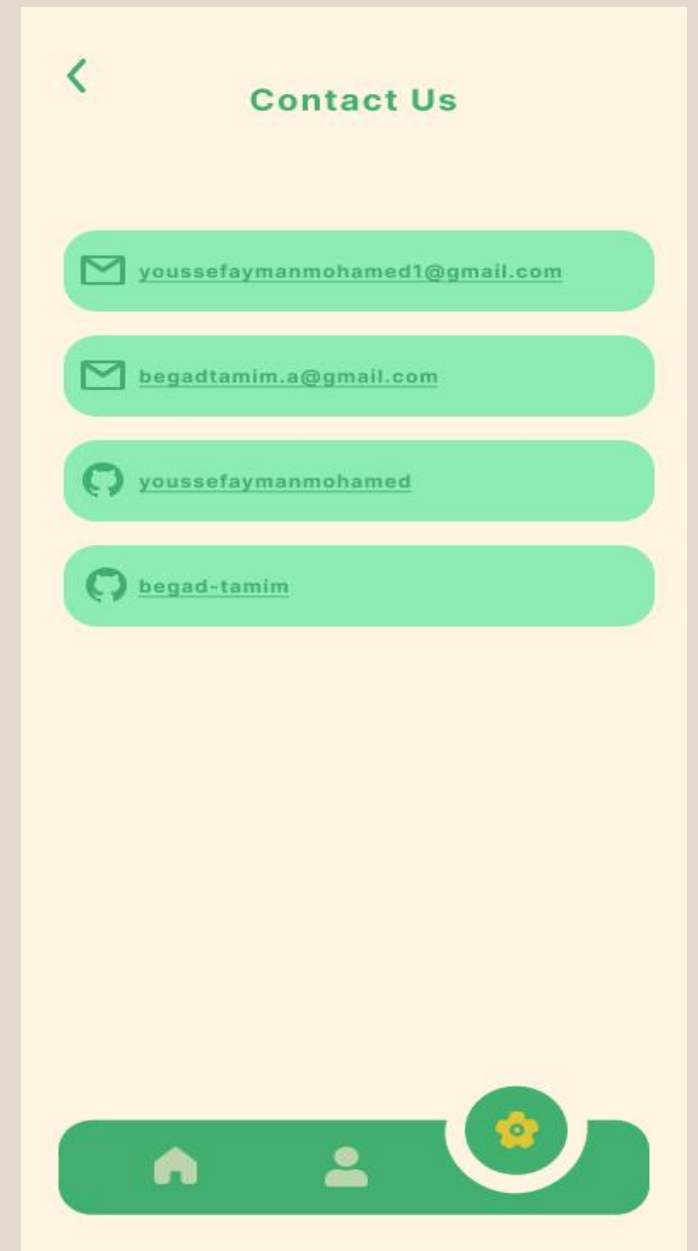 Contact Us
youssefaymanmohamed1@gmail.com
begadtamim.a@gmail.com
youssefaymanmohamed
begad-tamim